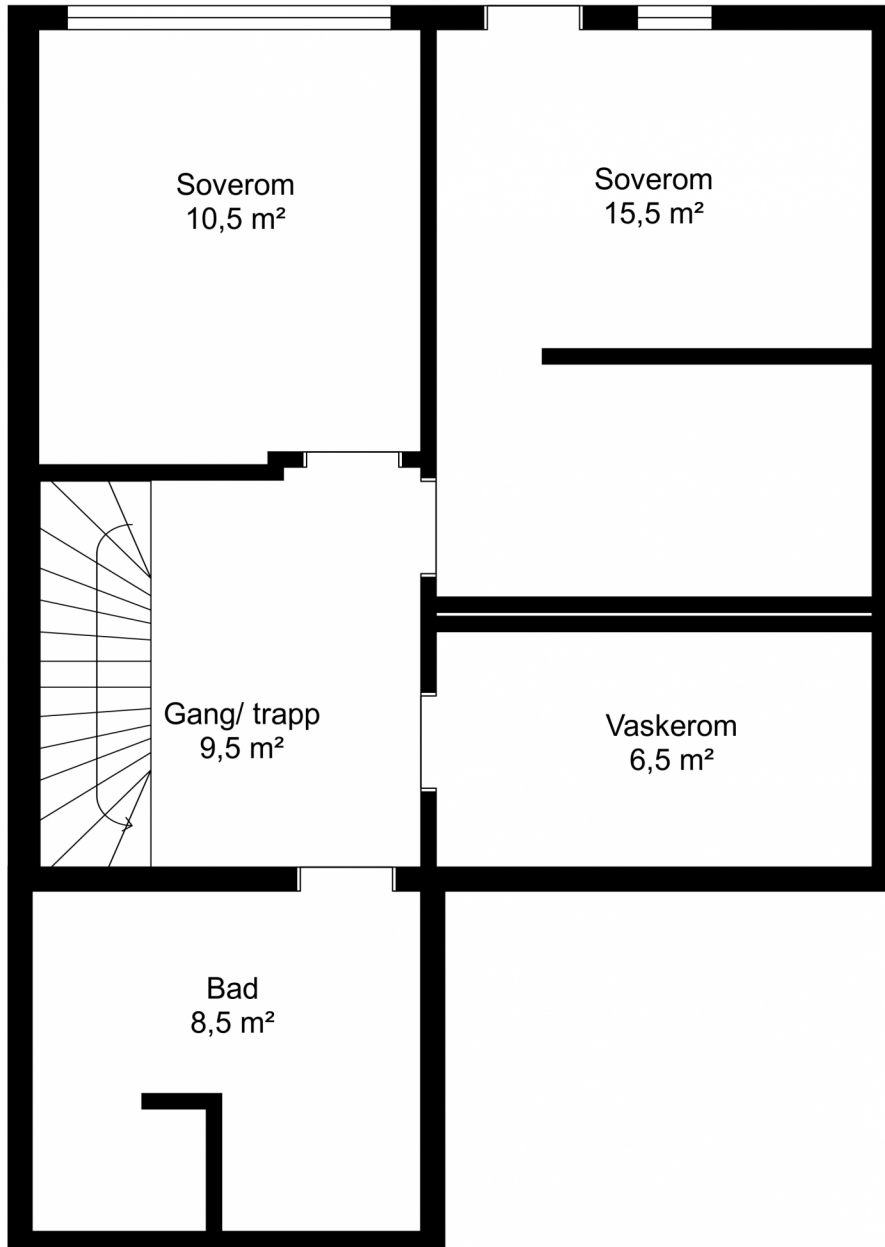 Soverom
10,5 m²
Soverom
15,5 m²
Gang/ trapp
9,5 m²
Vaskerom
6,5 m²
Bad
8,5 m²